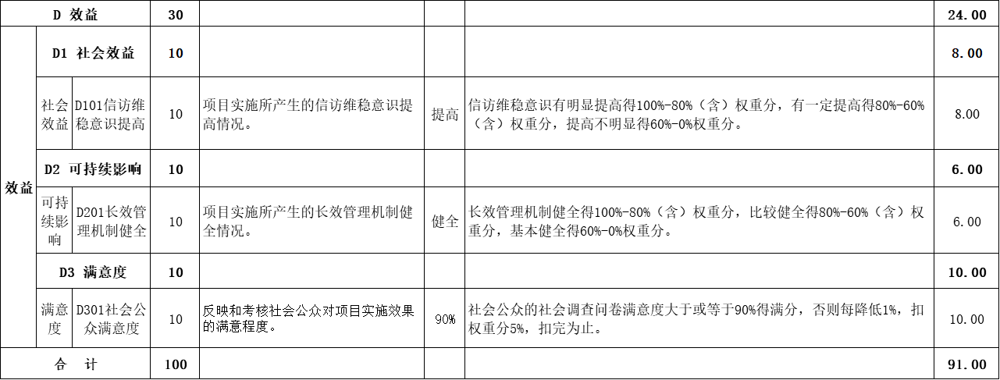 D 效益 30 24.00
效益
D1 社会效益 10 8.00
社会
效益
D101信访维
稳意识提高
10
项目实施所产生的信访维稳意识提
高情况。
提高
信访维稳意识有明显提高得100%-80%（含）权重分，有一定提高得80%-60%
（含）权重分，提高不明显得60%-0%权重分。
8.00
D2 可持续影响 10 6.00
可持
续影
响
D201长效管
理机制健全
10
项目实施所产生的长效管理机制健
全情况。
健全
长效管理机制健全得100%-80%（含）权重分，比较健全得80%-60%（含）权
重分，基本健全得60%-0%权重分。
6.00
D3 满意度 10 10.00
满意
度
D301社会公
众满意度
10
反映和考核社会公众对项目实施效果
的满意程度。
90%
社会公众的社会调查问卷满意度大于或等于90%得满分，否则每降低1%，扣
权重分5%，扣完为止。
10.00
合 计 100 91.00